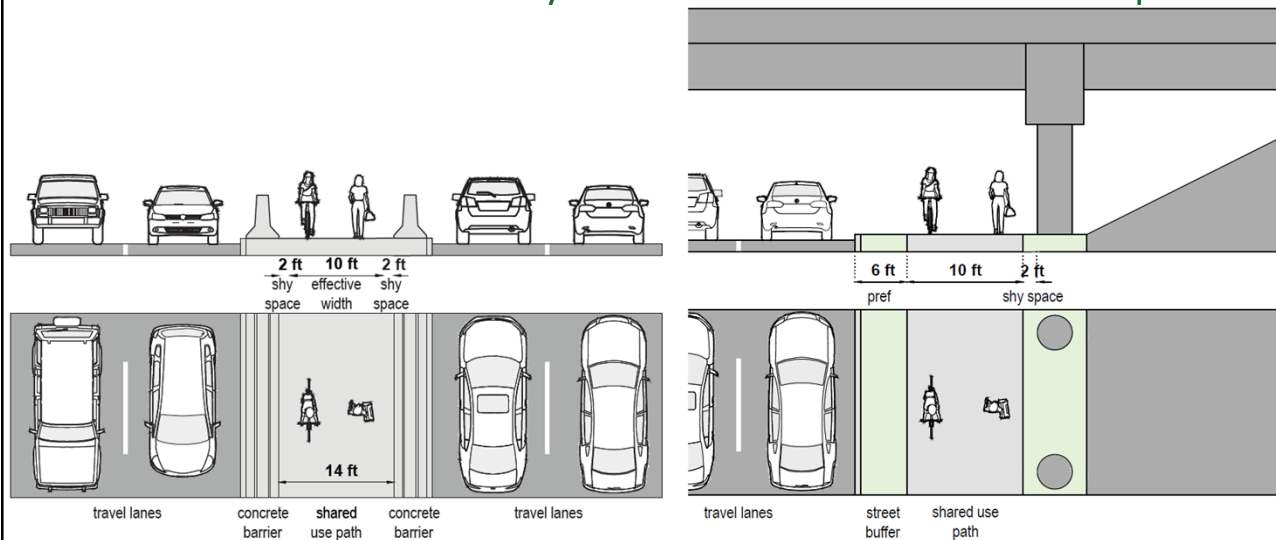 2 ft 10 ft 2 ft
shy effective shy
space width space
14 ft
travel lanes concrete shared concrete travel lanes
barrier use path barrier
6 ft 10 ft 2 ft
pref shy space
travel lanes street shared use
buffer path